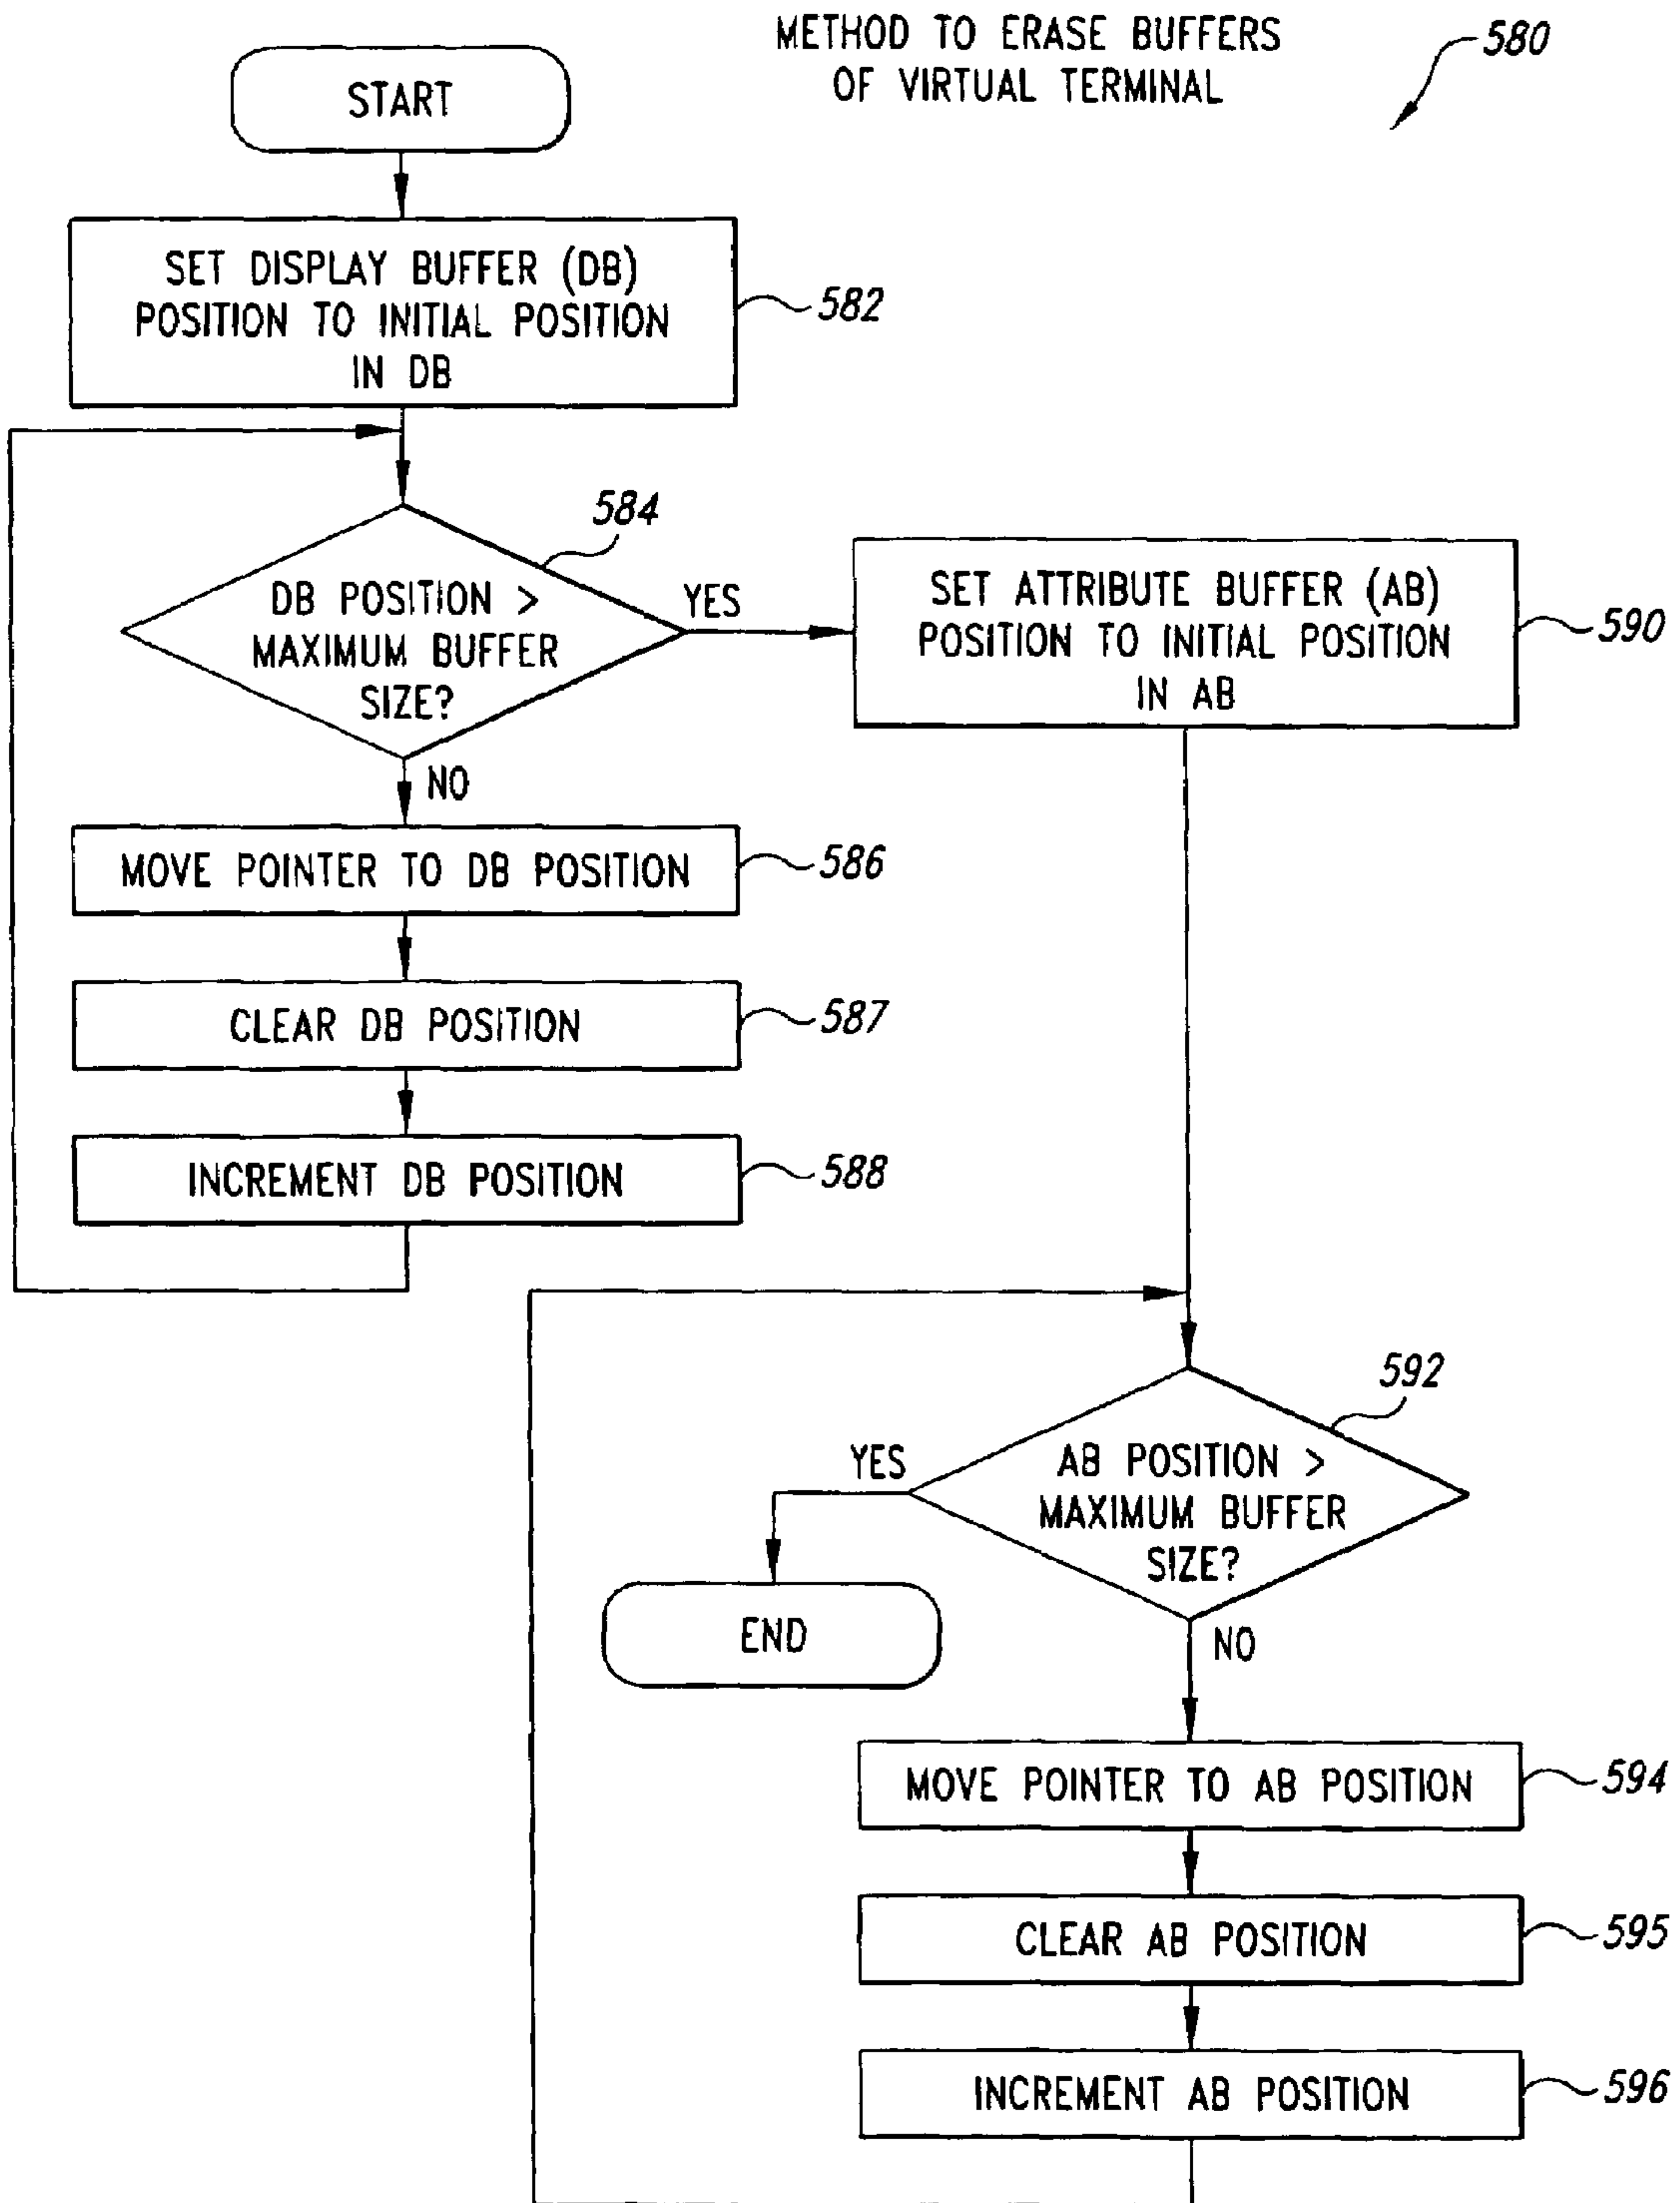 METHOD TO ERASE BUFFERS
OF VIRTUAL TERMINAL
580
START
SET DISPLAY BUFFER (DB)
POSITION TO INITIAL POSITION
IN DB
582
584
DB POSITION >
MAXIMUM BUFFER
SIZE?
YES
NO
SET ATTRIBUTE BUFFER (AB)
POSITION TO INITIAL POSITION
IN AB
590
MOVE POINTER TO DB POSITION
586
CLEAR DB POSITION
587
INCREMENT DB POSITION
588
592
AB POSITION >
MAXIMUM BUFFER
SIZE?
YES
END
NO
MOVE POINTER TO AB POSITION
594
CLEAR AB POSITION
595
INCREMENT AB POSITION
596